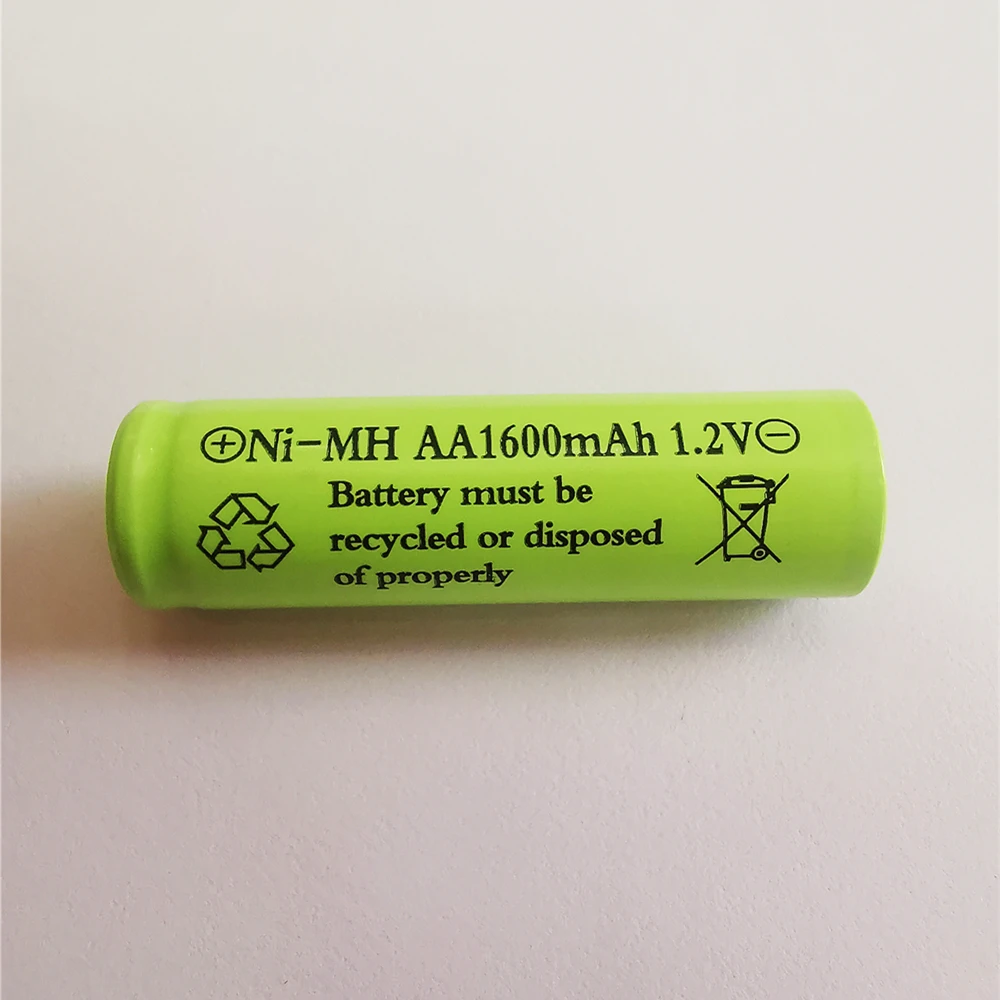 ⊕Ni-MH AA1600mAh 1.2V⊖
Battery must be
recycled or disposed
of properly